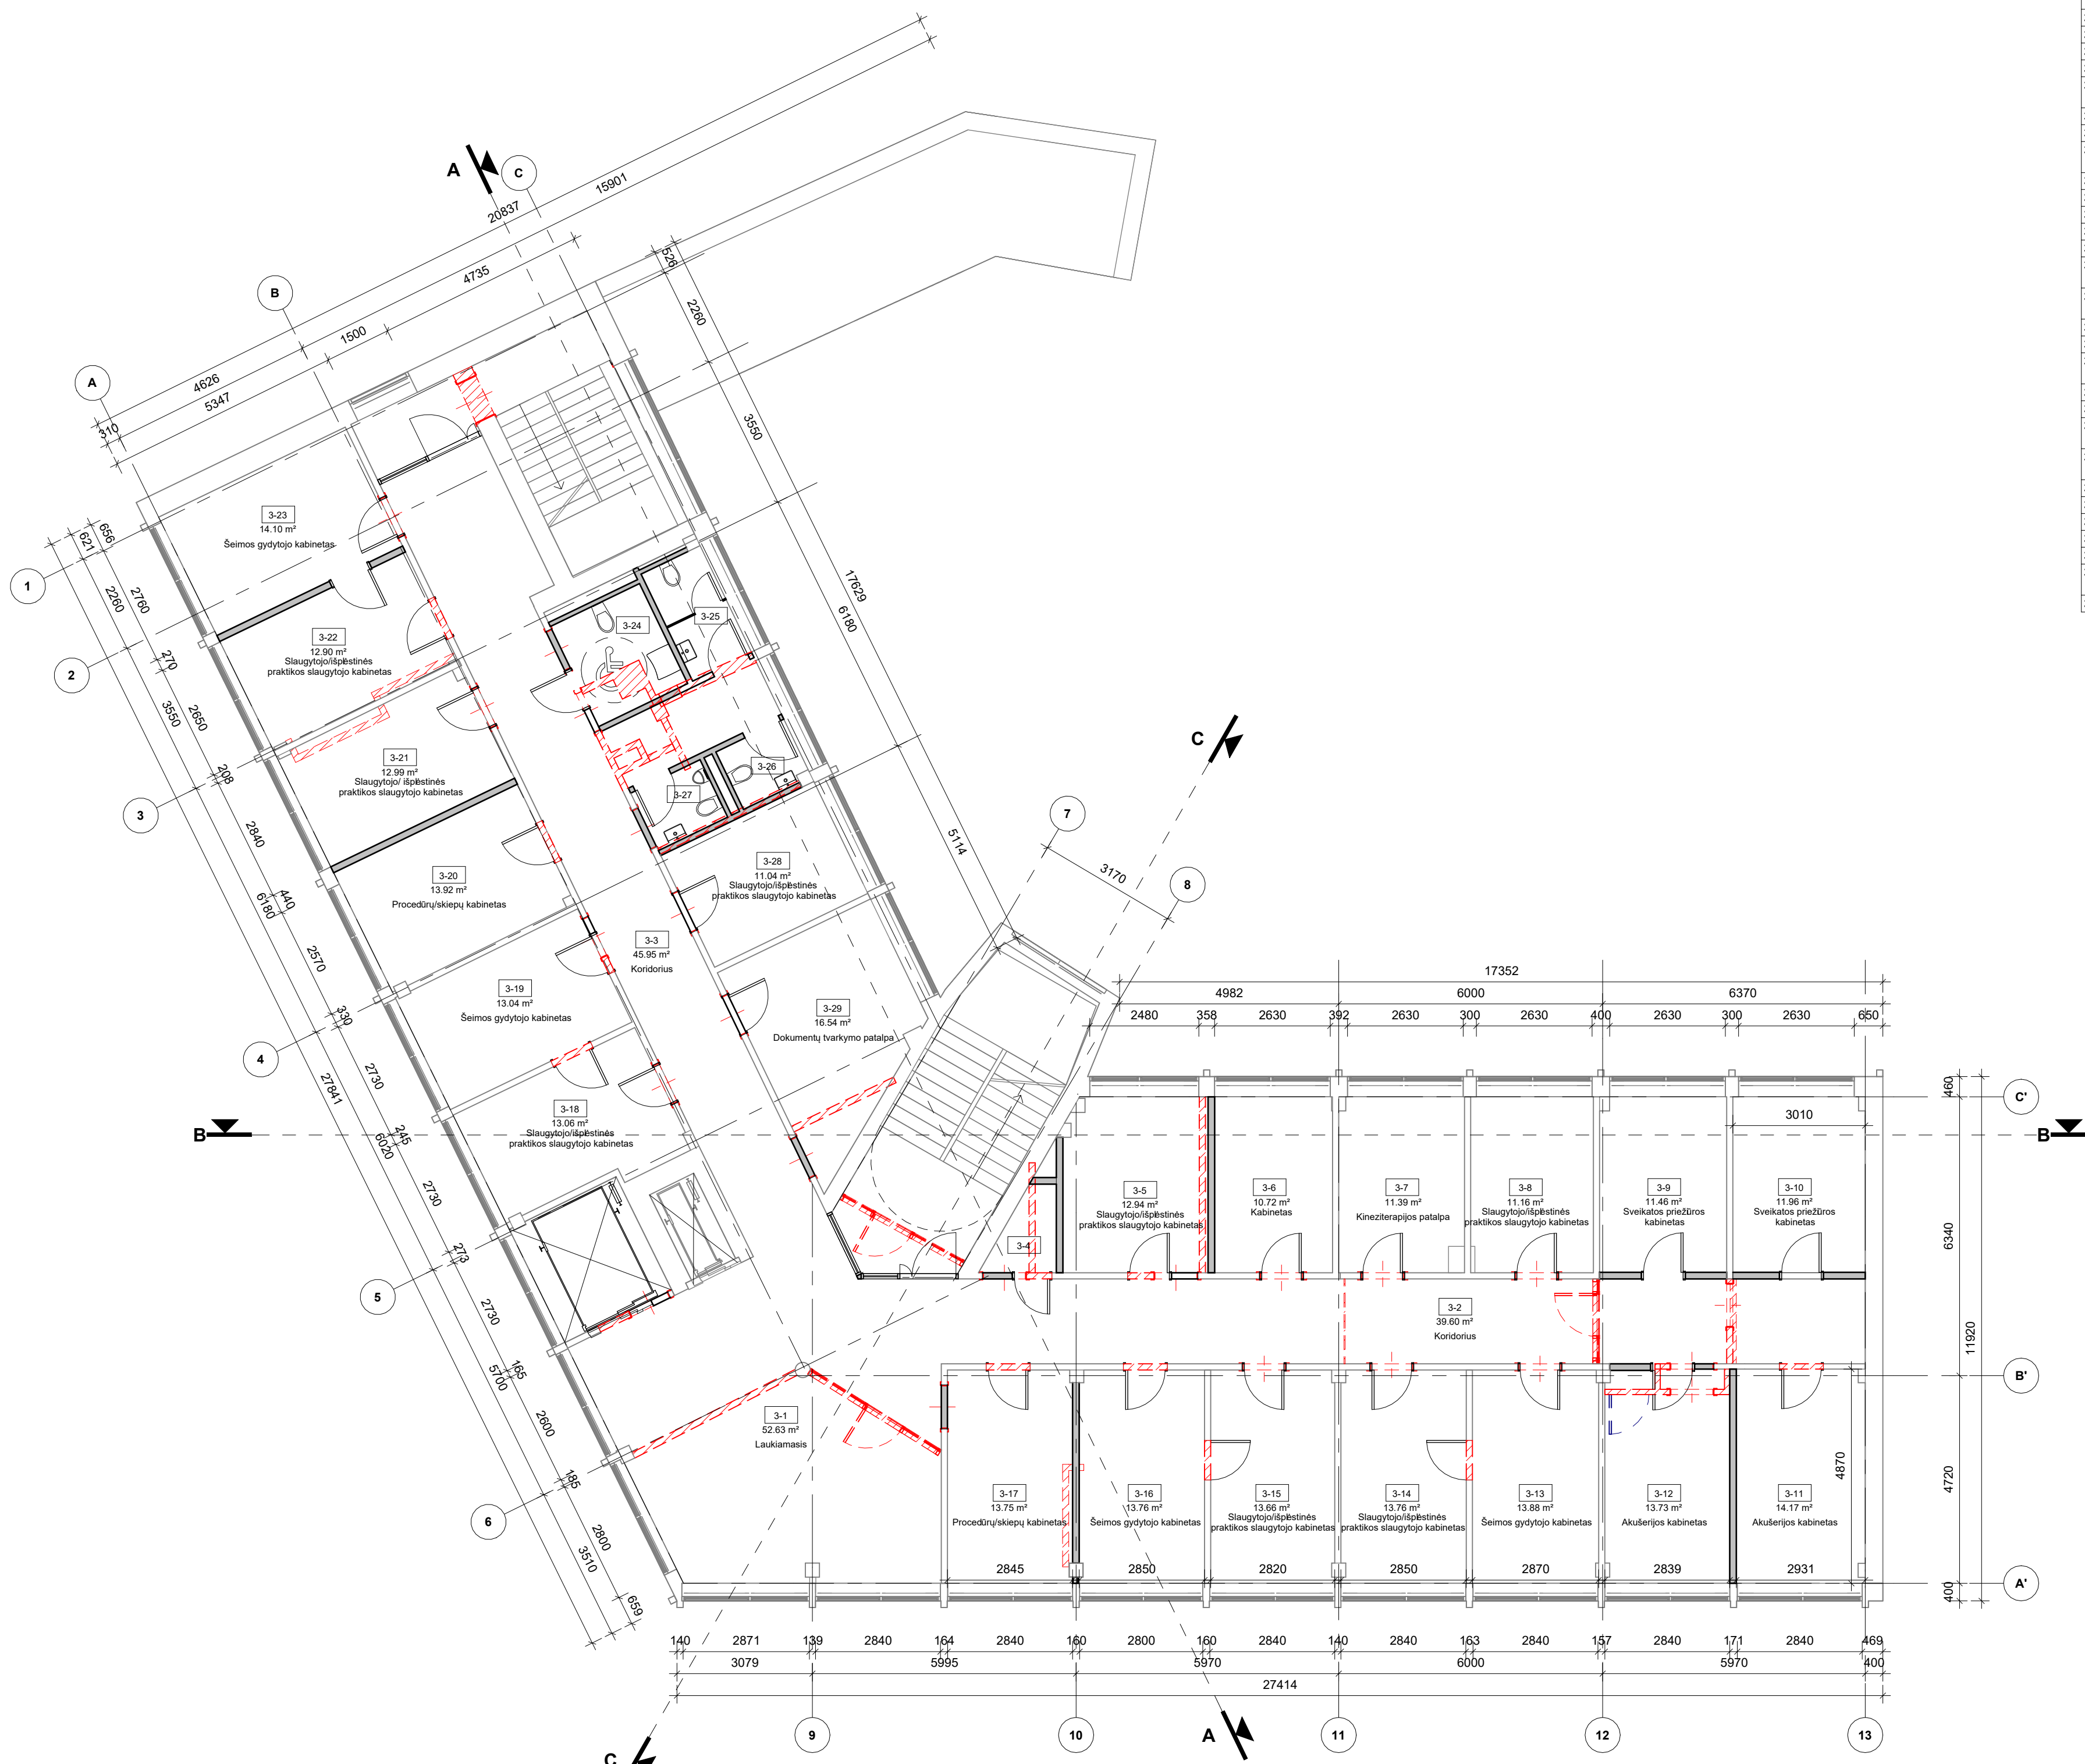 A
C
20837
15901
526
4735
2260
B
1500
A
4626
5347
310
3550
3-23
14.10 m²
Šeimos gydytojo kabinetas
656
621
1
2760
2260
17629
6180
3-25
3-24
3-22
12.90 m²
Slaugytojo/išplėstinės
praktikos slaugytojo kabinetas
270
2
3550
2650
C
3-21
12.99 m²
Slaugytojo/ išplėstinės
praktikos slaugytojo kabinetas
3-26
208
3-27
3
7
2840
5114
3-28
11.04 m²
Slaugytojo/išplėstinės
praktikos slaugytojo kabinetas
3170
8
3-20
13.92 m²
Procedūrų/skiepų kabinetas
440
6180
3-3
45.95 m²
Koridorius
2570
17352
3-19
13.04 m²
Šeimos gydytojo kabinetas
4982
6000
6370
3-29
16.54 m²
Dokumentų tvarkymo patalpa
330
2480
358
2630
392
2630
300
2630
400
2630
300
2630
650
4
2730
27841
460
C'
3-18
13.06 m²
Slaugytojo/išplėstinės
praktikos slaugytojo kabinetas
3010
B
245
6020
B
2730
3-5
12.94 m²
Slaugytojo/išplėstinės
praktikos slaugytojo kabinetas
3-6
10.72 m²
Kabinetas
3-7
11.39 m²
Kineziterapijos patalpa
3-8
11.16 m²
Slaugytojo/išplėstinės
praktikos slaugytojo kabinetas
3-9
11.46 m²
Sveikatos priežiūros
kabinetas
3-10
11.96 m²
Sveikatos priežiūros
kabinetas
6340
3-4
273
5
2730
3-2
39.60 m²
Koridorius
11920
165
5700
B'
2600
3-1
52.63 m²
Laukiamasis
4870
4720
185
6
3-17
13.75 m²
Procedūrų/skiepų kabinetas
3-16
13.76 m²
Šeimos gydytojo kabinetas
3-15
13.66 m²
Slaugytojo/išplėstinės
praktikos slaugytojo kabinetas
3-14
13.76 m²
Slaugytojo/išplėstinės
praktikos slaugytojo kabinetas
3-13
13.88 m²
Šeimos gydytojo kabinetas
3-12
13.73 m²
Akušerijos kabinetas
3-11
14.17 m²
Akušerijos kabinetas
2800
3510
2845
2850
2820
2850
2870
2839
2931
400
A'
659
140
2871
139
2840
164
2840
160
2800
160
2840
140
2840
163
2840
157
2840
171
2840
469
3079
5995
5970
6000
5970
400
27414
9
10
A
11
12
13
C